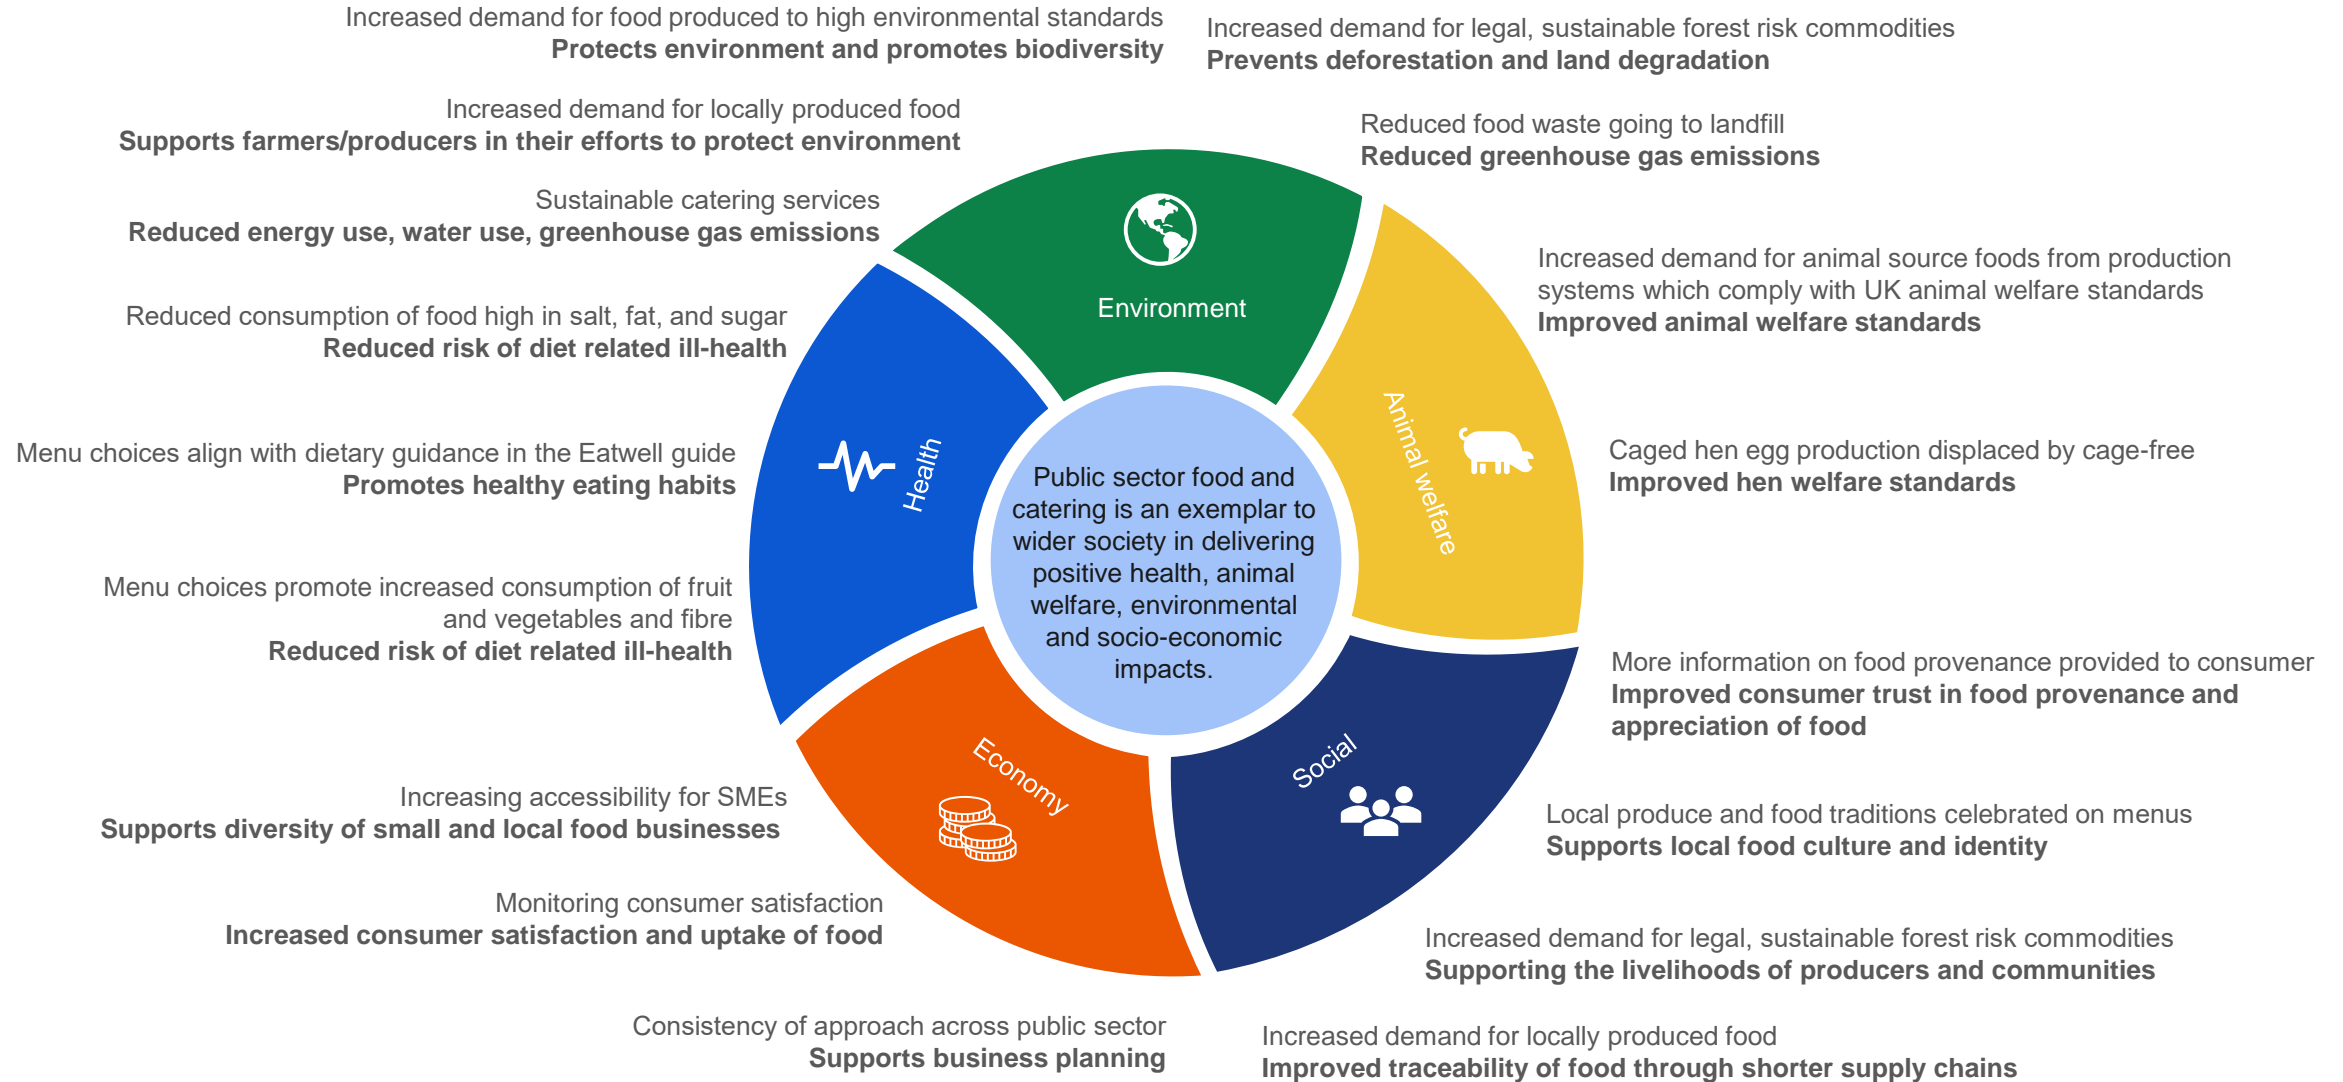 Increased demand for food produced to high environmental standards
Protects environment and promotes biodiversity
Increased demand for legal, sustainable forest risk commodities
Prevents deforestation and land degradation
Increased demand for locally produced food
Supports farmers/producers in their efforts to protect environment
Reduced food waste going to landfill
Reduced greenhouse gas emissions
Sustainable catering services
Reduced energy use, water use, greenhouse gas emissions
Environment
Increased demand for animal source foods from production
systems which comply with UK animal welfare standards
Improved animal welfare standards
Reduced consumption of food high in salt, fat, and sugar
Reduced risk of diet related ill-health
Animal welfare
Caged hen egg production displaced by cage-free
Improved hen welfare standards
Menu choices align with dietary guidance in the Eatwell guide
Promotes healthy eating habits
Health
Public sector food and
catering is an exemplar to
wider society in delivering
positive health, animal
welfare, environmental
and socio-economic
impacts.
Menu choices promote increased consumption of fruit
and vegetables and fibre
Reduced risk of diet related ill-health
More information on food provenance provided to consumer
Improved consumer trust in food provenance and
appreciation of food
Economy
Social
Increasing accessibility for SMEs
Supports diversity of small and local food businesses
Local produce and food traditions celebrated on menus
Supports local food culture and identity
Monitoring consumer satisfaction
Increased consumer satisfaction and uptake of food
Increased demand for legal, sustainable forest risk commodities
Supporting the livelihoods of producers and communities
Consistency of approach across public sector
Supports business planning
Increased demand for locally produced food
Improved traceability of food through shorter supply chains